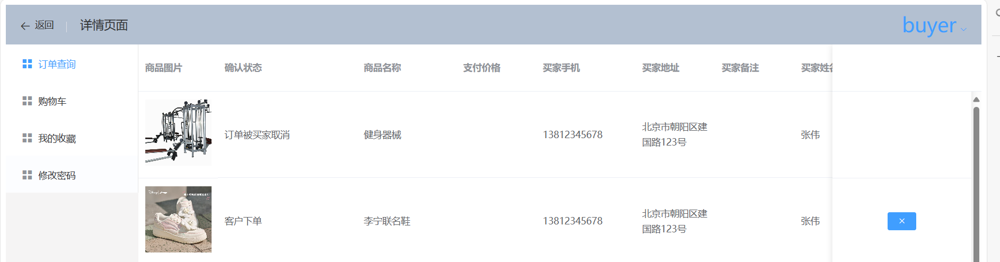 返回
详情页面
buyer
订单查询
购物车
我的收藏
修改密码
商品图片 确认状态 商品名称 支付价格 买家手机 买家地址 买家备注 买家姓
订单被买家取消 健身器械 13812345678 北京市朝阳区建 张伟
国路123号
客户下单 李宁联名鞋 13812345678 北京市朝阳区建 张伟
国路123号